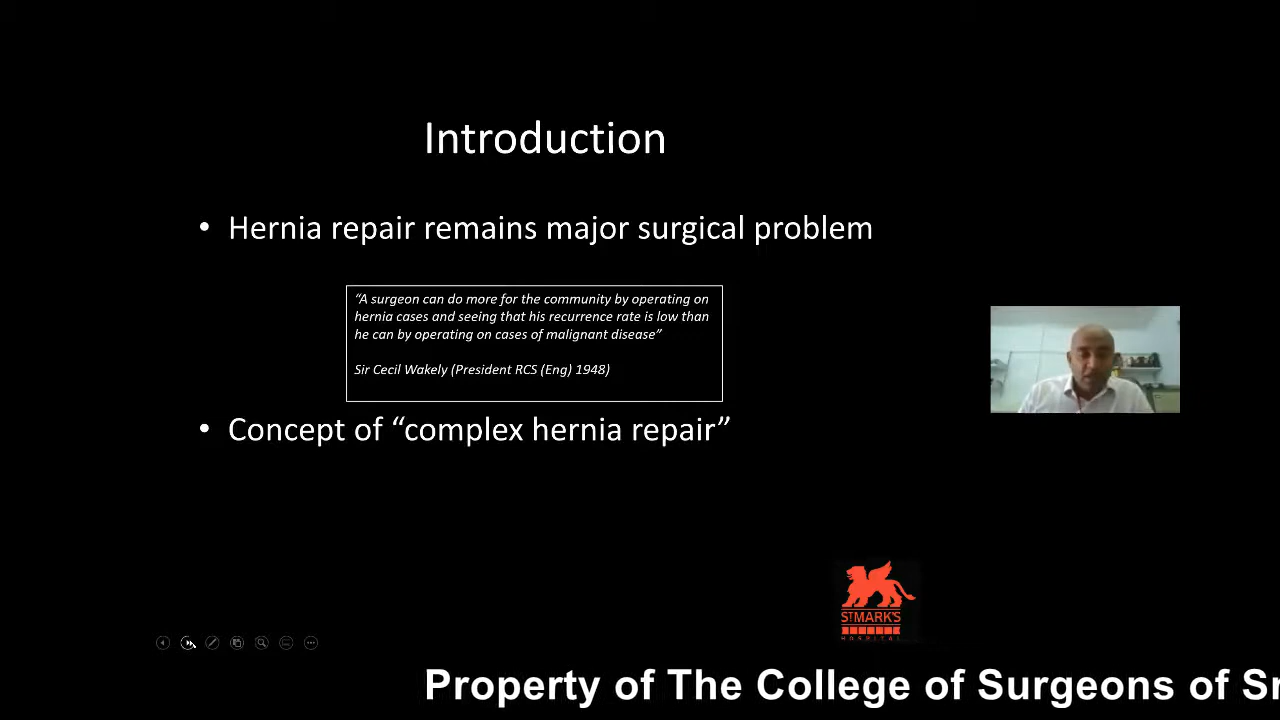 Introduction
• Hernia repair remains major surgical problem
“A surgeon can do more for the community by operating on
hernia cases and seeing that his recurrence rate is low than
he can by operating on cases of malignant disease”
Sir Cecil Wakely (President RCS (Eng) 1948)
• Concept of “complex hernia repair”
ST MARK'S
HOSPITAL
Property of The College of Surgeons of Sr